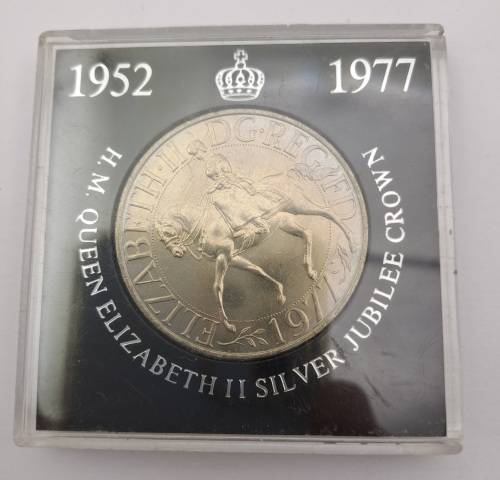 1952 1977
H.M. QUEEN ELIZABETH II SILVER JUBILEE CROWN
ELIZABETH·II·DG·REG·FD 1977